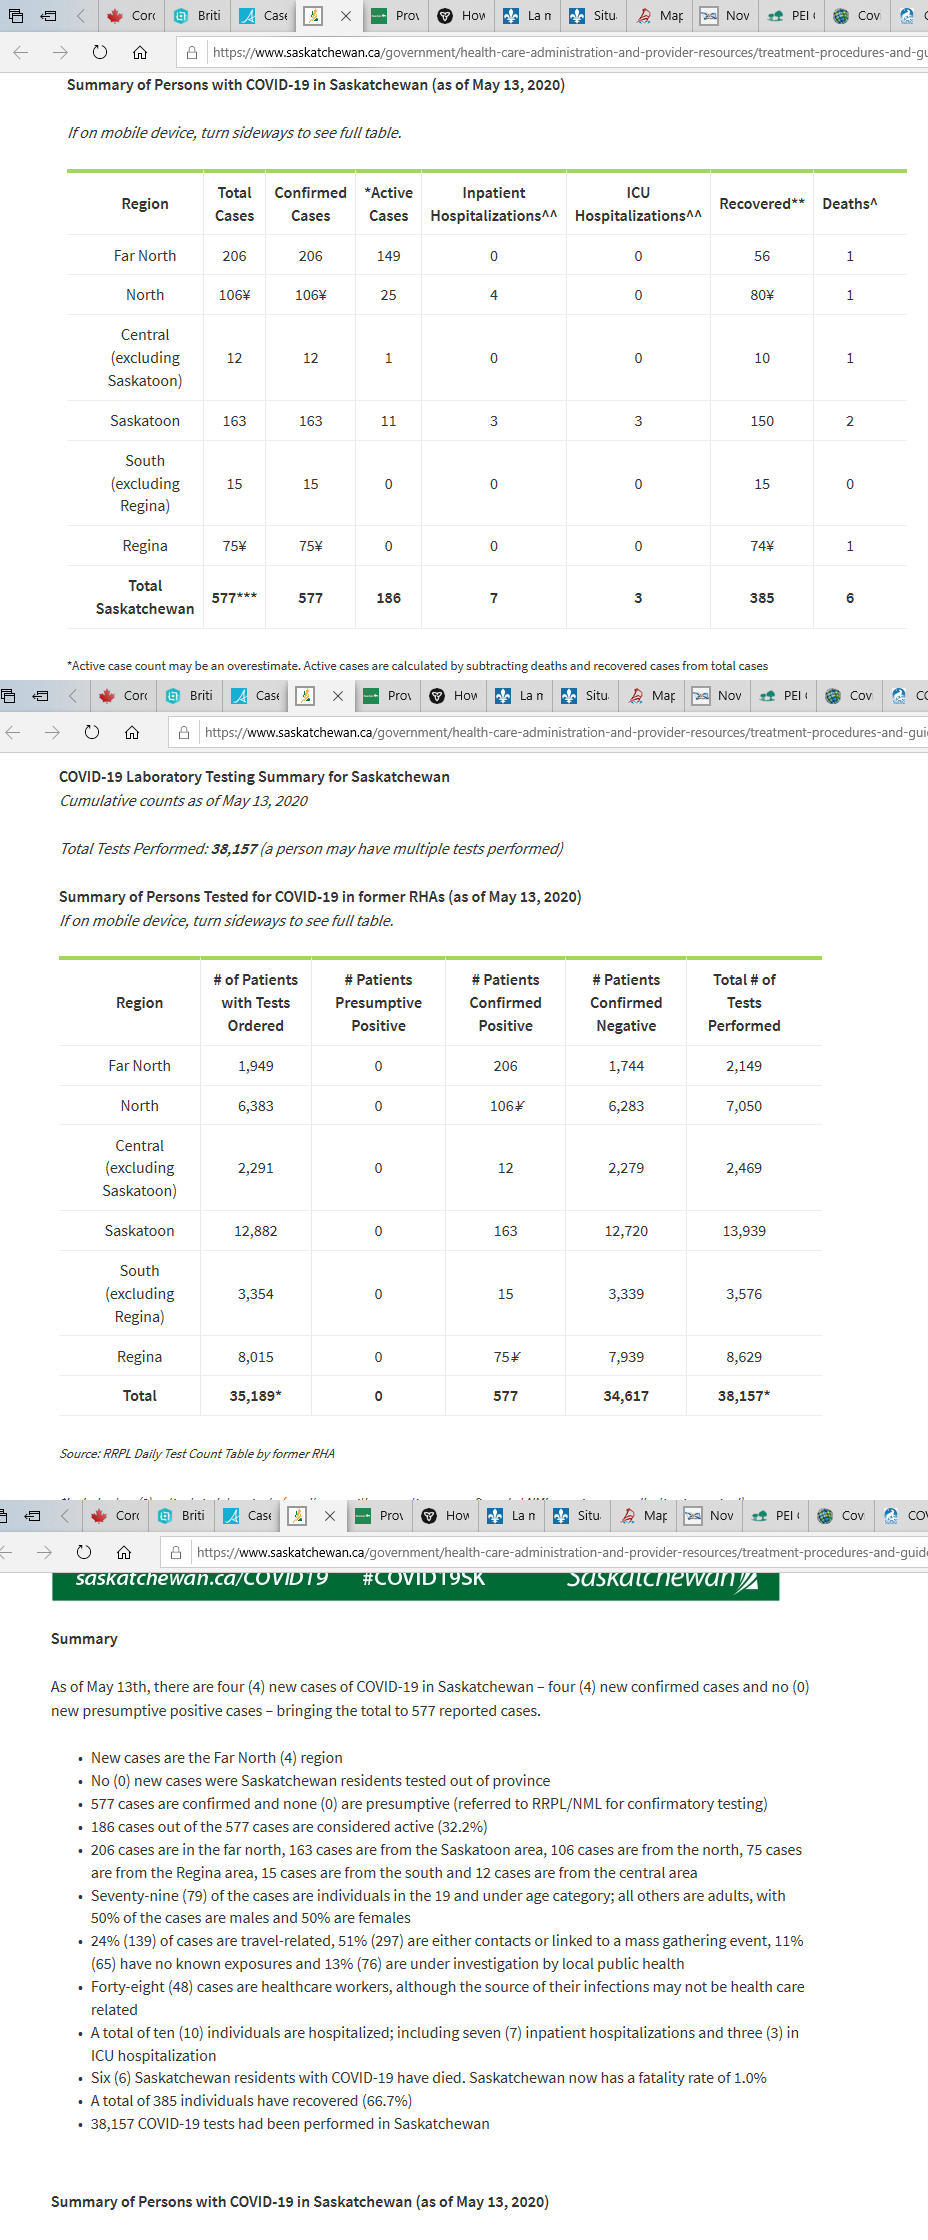 Corc Briti Case Prov How La n Situ Map Nov PEI Cov
https://www.saskatchewan.ca/government/health-care-administration-and-provider-resources/treatment-procedures-and-gu
Summary of Persons with COVID-19 in Saskatchewan (as of May 13, 2020)
If on mobile device, turn sideways to see full table.
Region Total Cases Confirmed Cases *Active Cases Inpatient Hospitalizations^^ ICU Hospitalizations^^ Recovered** Deaths^
Far North 206 206 149 0 0 56 1
North 106¥ 106¥ 25 4 0 80¥ 1
Central (excluding Saskatoon) 12 12 1 0 0 10 1
Saskatoon 163 163 11 3 3 150 2
South (excluding Regina) 15 15 0 0 0 15 0
Regina 75¥ 75¥ 0 0 0 74¥ 1
Total Saskatchewan 577*** 577 186 7 3 385 6
*Active case count may be an overestimate. Active cases are calculated by subtracting deaths and recovered cases from total cases
Corc Briti Case Prov How La n Situ Map Nov PEI Cov CC
https://www.saskatchewan.ca/government/health-care-administration-and-provider-resources/treatment-procedures-and-gui
COVID-19 Laboratory Testing Summary for Saskatchewan
Cumulative counts as of May 13, 2020
Total Tests Performed: 38,157 (a person may have multiple tests performed)
Summary of Persons Tested for COVID-19 in former RHAs (as of May 13, 2020)
If on mobile device, turn sideways to see full table.
Region # of Patients with Tests Ordered # Patients Presumptive Positive # Patients Confirmed Positive # Patients Confirmed Negative Total # of Tests Performed
Far North 1,949 0 206 1,744 2,149
North 6,383 0 106¥ 6,283 7,050
Central (excluding Saskatoon) 2,291 0 12 2,279 2,469
Saskatoon 12,882 0 163 12,720 13,939
South (excluding Regina) 3,354 0 15 3,339 3,576
Regina 8,015 0 75¥ 7,939 8,629
Total 35,189* 0 577 34,617 38,157*
Source: RRPL Daily Test Count Table by former RHA
Corc Briti Case Prov How La n Situ Map Nov PEI Cov CO
https://www.saskatchewan.ca/government/health-care-administration-and-provider-resources/treatment-procedures-and-guide
saskatchewan.ca/COVID19 #COVID19SK Saskatchewan
Summary
As of May 13th, there are four (4) new cases of COVID-19 in Saskatchewan – four (4) new confirmed cases and no (0)
new presumptive positive cases – bringing the total to 577 reported cases.
• New cases are the Far North (4) region
• No (0) new cases were Saskatchewan residents tested out of province
• 577 cases are confirmed and none (0) are presumptive (referred to RRPL/NML for confirmatory testing)
• 186 cases out of the 577 cases are considered active (32.2%)
• 206 cases are in the far north, 163 cases are from the Saskatoon area, 106 cases are from the north, 75 cases
are from the Regina area, 15 cases are from the south and 12 cases are from the central area
• Seventy-nine (79) of the cases are individuals in the 19 and under age category; all others are adults, with
50% of the cases are males and 50% are females
• 24% (139) of cases are travel-related, 51% (297) are either contacts or linked to a mass gathering event, 11%
(65) have no known exposures and 13% (76) are under investigation by local public health
• Forty-eight (48) cases are healthcare workers, although the source of their infections may not be health care
related
• A total of ten (10) individuals are hospitalized; including seven (7) inpatient hospitalizations and three (3) in
ICU hospitalization
• Six (6) Saskatchewan residents with COVID-19 have died. Saskatchewan now has a fatality rate of 1.0%
• A total of 385 individuals have recovered (66.7%)
• 38,157 COVID-19 tests had been performed in Saskatchewan
Summary of Persons with COVID-19 in Saskatchewan (as of May 13, 2020)